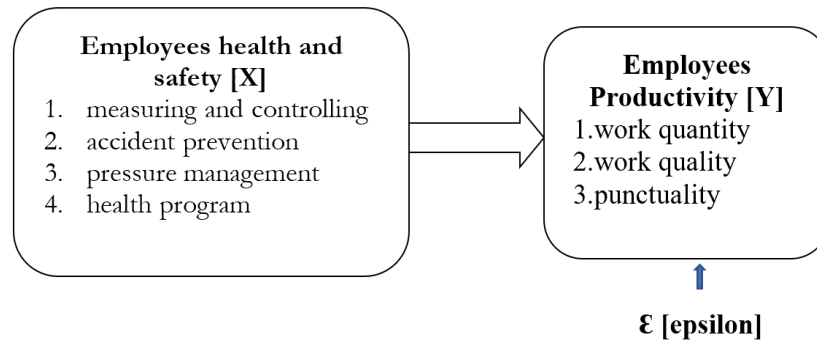 Employees health and
safety [X]
1. measuring and controlling
2. accident prevention
3. pressure management
4. health program
Employees
Productivity [Y]
1.work quantity
2.work quality
3.punctuality
Ɛ [epsilon]